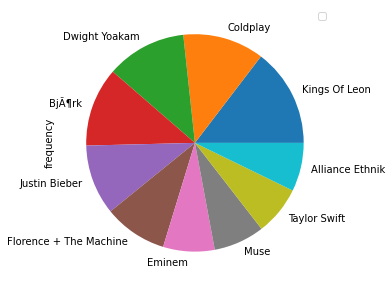 Coldplay
Dwight Yoakam
Kings Of Leon
BjÃ¶rk
frequency
Alliance Ethnik
Justin Bieber
Taylor Swift
Florence + The Machine
Muse
Eminem